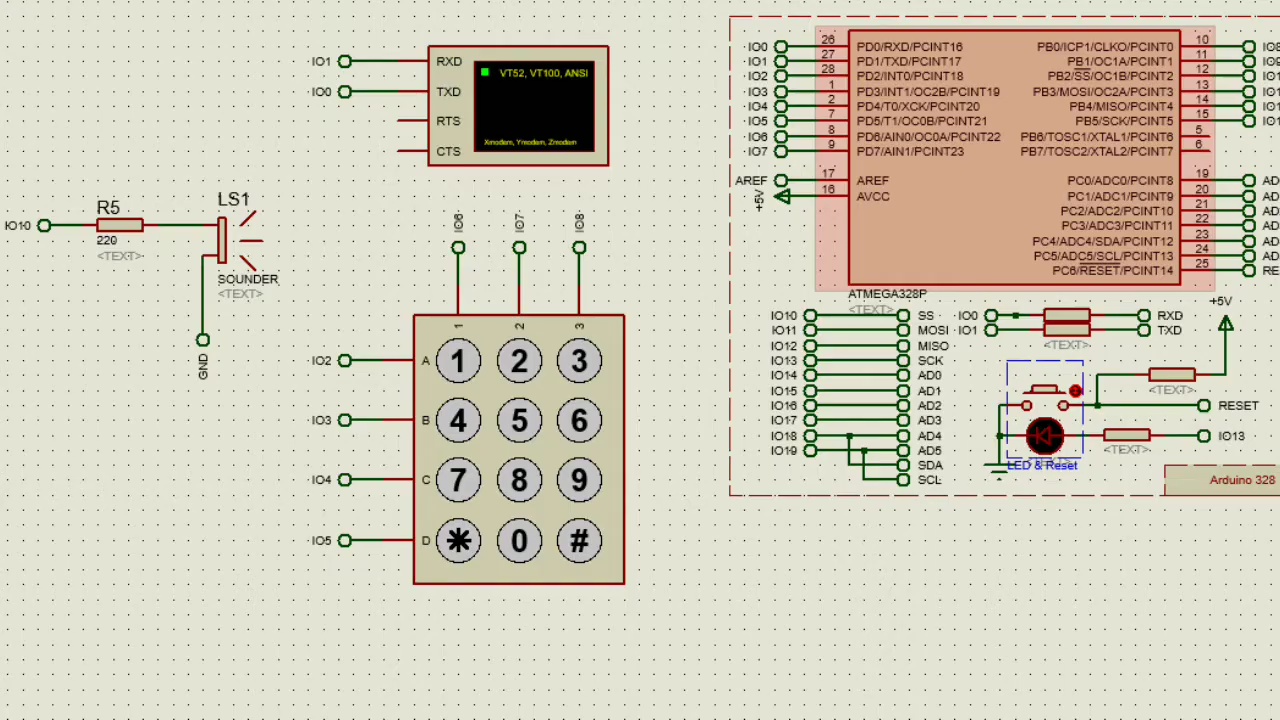 IO1
RXD
IO0
TXD
RTS
CTS
VT52, VT100, ANSI
Xmodem, Ymodem, Zmodem
IO10
R5
220
<TEXT>
LS1
SOUNDER
<TEXT>
GND
IO6
IO7
IO8
1
2
3
IO2
A
1 2 3
IO3
B
4 5 6
IO4
C
7 8 9
IO5
D
* 0 #
IO0 26 PD0/RXD/PCINT16
IO1 27 PD1/TXD/PCINT17
IO2 28 PD2/INT0/PCINT18
IO3 1 PD3/INT1/OC2B/PCINT19
IO4 2 PD4/T0/XCK/PCINT20
IO5 7 PD5/T1/OC0B/PCINT21
IO6 8 PD6/AIN0/OC0A/PCINT22
IO7 9 PD7/AIN1/PCINT23
AREF 17 AREF
+5V 16 AVCC
PB0/ICP1/CLKO/PCINT0 10
PB1/OC1A/PCINT1 11
PB2/SS/OC1B/PCINT2 12
PB3/MOSI/OC2A/PCINT3 13
PB4/MISO/PCINT4 14
PB5/SCK/PCINT5 15
PB6/TOSC1/XTAL1/PCINT6 5
PB7/TOSC2/XTAL2/PCINT7 6
PC0/ADC0/PCINT8 19 AD
PC1/ADC1/PCINT9 20 AD
PC2/ADC2/PCINT10 21 AD
PC3/ADC3/PCINT11 22 AD
PC4/ADC4/SDA/PCINT12 23 AD
PC5/ADC5/SCL/PCINT13 24 AD
PC6/RESET/PCINT14 25 RE
ATMEGA328P
<TEXT>
IO10 SS
IO11 MOSI
IO12 MISO
IO13 SCK
IO14 AD0
IO15 AD1
IO16 AD2
IO17 AD3
IO18 AD4
IO19 AD5
SDA
SCL
IO0 RXD
IO1 TXD
<TEXT>
+5V
<TEXT>
RESET
IO13
<TEXT>
LED & Reset
Arduino 328